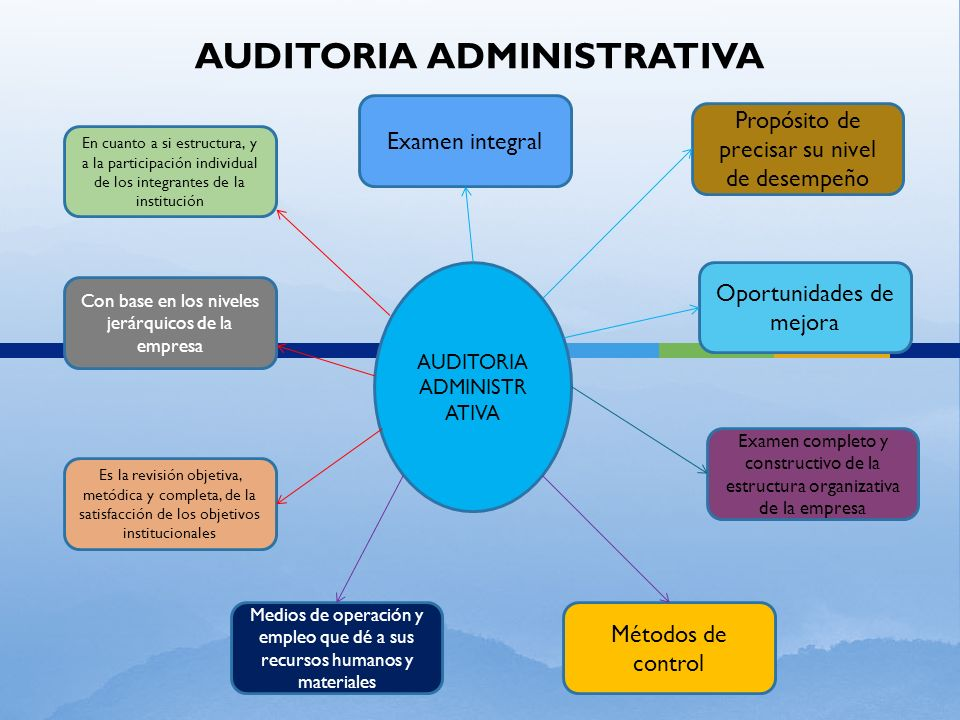 AUDITORIA ADMINISTRATIVA
Examen integral
Propósito de
precisar su nivel
de desempeño
En cuanto a si estructura, y
a la participación individual
de los integrantes de la
institución
Oportunidades de
mejora
Con base en los niveles
jerárquicos de la
empresa
AUDITORIA
ADMINISTR
ATIVA
Examen completo y
constructivo de la
estructura organizativa
de la empresa
Es la revisión objetiva,
metódica y completa, de la
satisfacción de los objetivos
institucionales
Medios de operación y
empleo que dé a sus
recursos humanos y
materiales
Métodos de
control